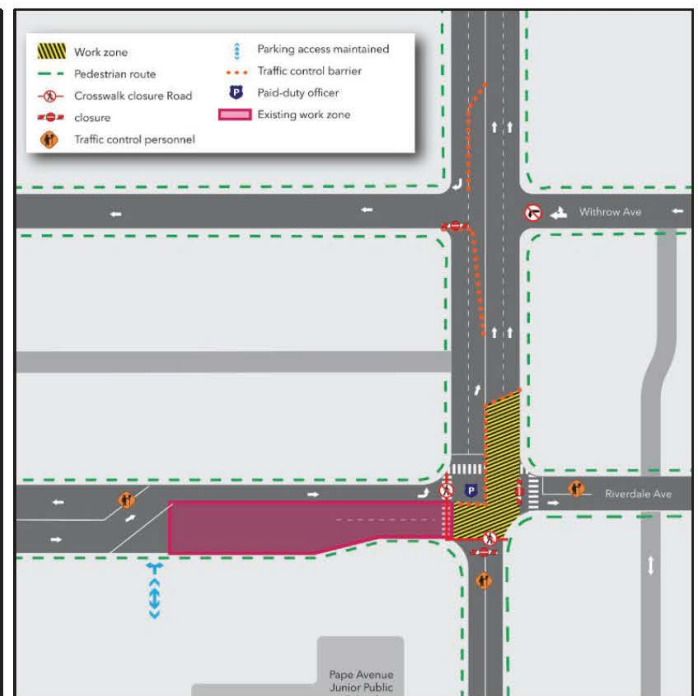 Work zone
Pedestrian route
Crosswalk closure Road
closure
Traffic control personnel
Parking access maintained
Traffic control barrier
P Paid-duty officer
Existing work zone
Withrow Ave
P
Riverdale Ave
Pape Avenue
Junior Public